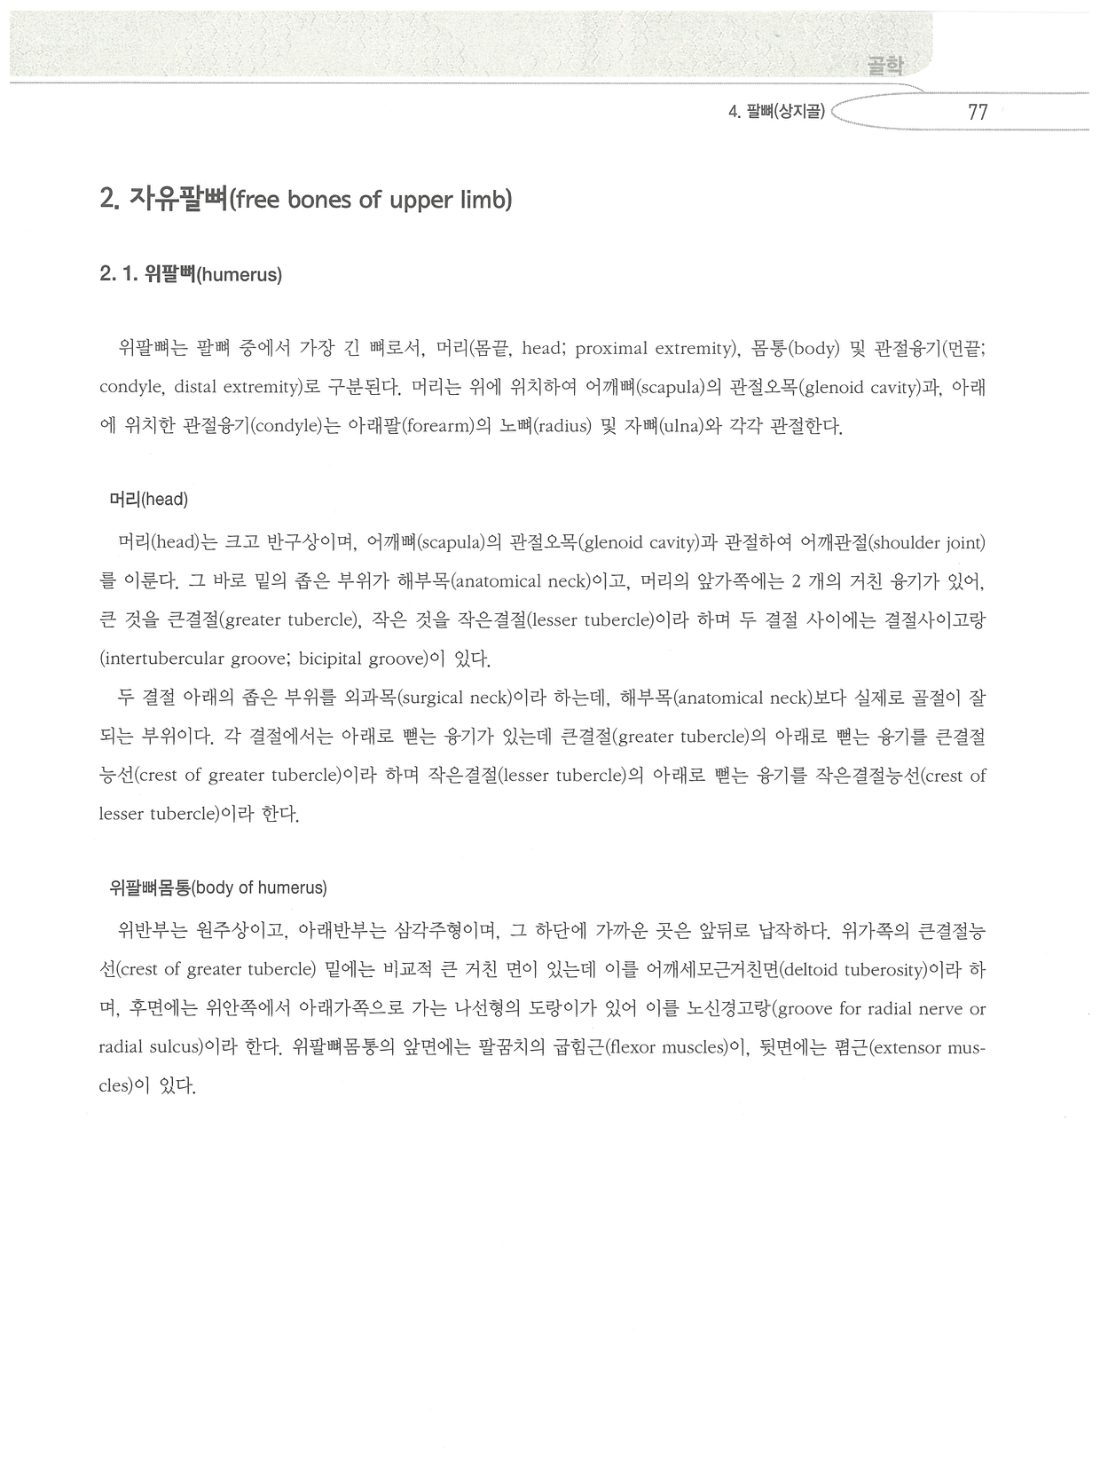 골학
4. 팔뼈(상지골)
77
2. 자유팔뼈(free bones of upper limb)
2. 1. 위팔뼈(humerus)
위팔뼈는 팔뼈 중에서 가장 긴 뼈로서, 머리(몸끝, head; proximal extremity), 몸통(body) 및 관절융기(먼끝;
condyle, distal extremity)로 구분된다. 머리는 위에 위치하여 어깨뼈(scapula)의 관절오목(glenoid cavity)과, 아래
에 위치한 관절융기(condyle)는 아래팔(forearm)의 노뼈(radius) 및 자뼈(ulna)와 각각 관절한다.
머리(head)
머리(head)는 크고 반구상이며, 어깨뼈(scapula)의 관절오목(glenoid cavity)과 관절하여 어깨관절(shoulder joint)
를 이룬다. 그 바로 밑의 좁은 부위가 해부목(anatomical neck)이고, 머리의 앞가쪽에는 2 개의 거친 융기가 있어,
큰 것을 큰결절(greater tubercle), 작은 것을 작은결절(lesser tubercle)이라 하며 두 결절 사이에는 결절사이고랑
(intertubercular groove; bicipital groove)이 있다.
두 결절 아래의 좁은 부위를 외과목(surgical neck)이라 하는데, 해부목(anatomical neck)보다 실제로 골절이 잘
되는 부위이다. 각 결절에서는 아래로 뻗는 융기가 있는데 큰결절(greater tubercle)의 아래로 뻗는 융기를 큰결절
능선(crest of greater tubercle)이라 하며 작은결절(lesser tubercle)의 아래로 뻗는 융기를 작은결절능선(crest of
lesser tubercle)이라 한다.
위팔뼈몸통(body of humerus)
위반부는 원주상이고, 아래반부는 삼각주형이며, 그 하단에 가까운 곳은 앞뒤로 납작하다. 위가쪽의 큰결절능
선(crest of greater tubercle) 밑에는 비교적 큰 거친 면이 있는데 이를 어깨세모근거친면(deltoid tuberosity)이라 하
며, 후면에는 위안쪽에서 아래가쪽으로 가는 나선형의 도랑이가 있어 이를 노신경고랑(groove for radial nerve or
radial sulcus)이라 한다. 위팔뼈몸통의 앞면에는 팔꿈치의 굽힘근(flexor muscles)이, 뒷면에는 폄근(extensor mus-
cles)이 있다.